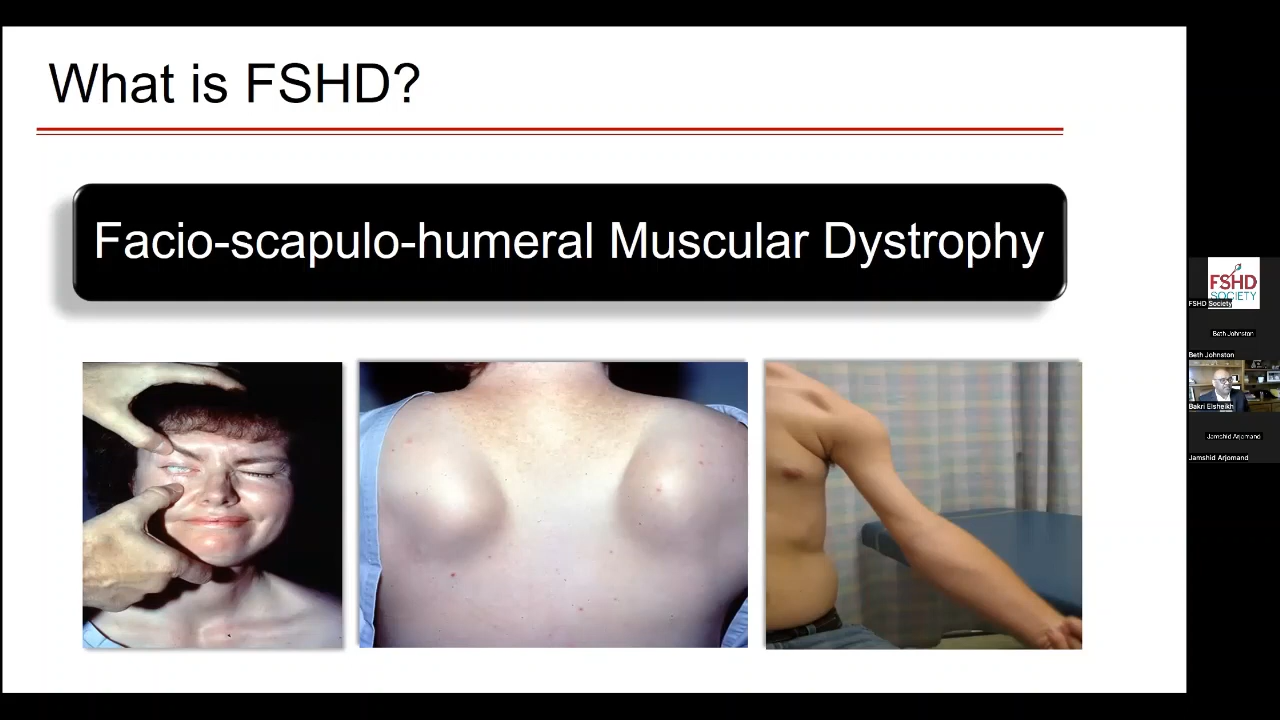 What is FSHD?
Facio-scapulo-humeral Muscular Dystrophy
FSHD
SOCIETY
FSHD Society
Beth Johnston
Beth Johnston
Bakri Elsheikh
Jamshid Arjomand
Jamshid Arjomand